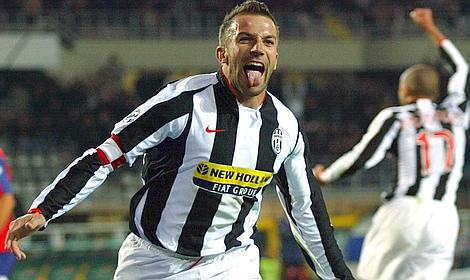 NEW HOLLAND
FIAT GROUP
17